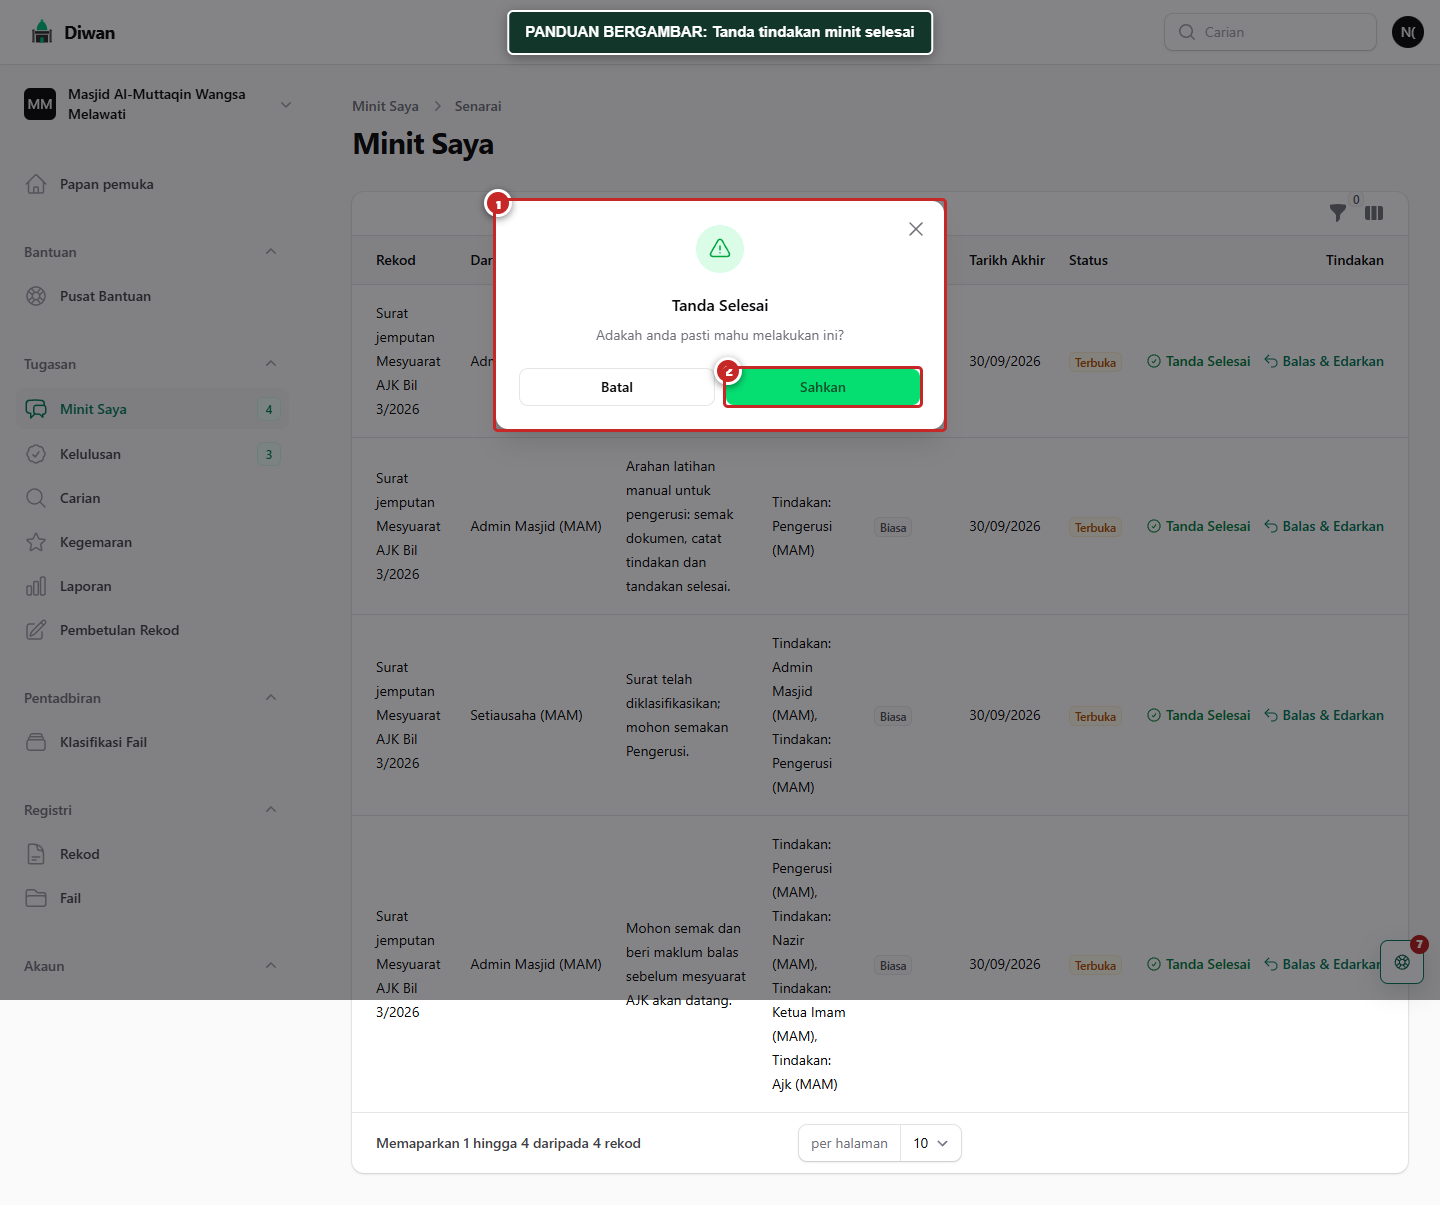 Diwan
PANDUAN BERGAMBAR: Tanda tindakan minit selesai
Carian
N(
MM
Masjid Al-Muttaqin Wangsa
Melawati
Papan pemuka
Bantuan
Pusat Bantuan
Tugasan
Minit Saya
4
Kelulusan
3
Carian
Kegemaran
Laporan
Pembetulan Rekod
Pentadbiran
Klasifikasi Fail
Registri
Rekod
Fail
Akaun
Minit Saya
Senarai
Minit Saya
0
Rekod
Dar
Tarikh Akhir
Status
Tindakan
1
Tanda Selesai
Adakah anda pasti mahu melakukan ini?
Batal
2
Sahkan
Surat
jemputan
Mesyuarat
AJK Bil
3/2026
Adm
30/09/2026
Terbuka
Tanda Selesai
Balas & Edarkan
Surat
jemputan
Mesyuarat
AJK Bil
3/2026
Admin Masjid (MAM)
Arahan latihan
manual untuk
pengerusi: semak
dokumen, catat
tindakan dan
tandakan selesai.
Tindakan:
Pengerusi
(MAM)
Biasa
30/09/2026
Terbuka
Tanda Selesai
Balas & Edarkan
Surat
jemputan
Mesyuarat
AJK Bil
3/2026
Setiausaha (MAM)
Surat telah
diklasifikasikan;
mohon semakan
Pengerusi.
Tindakan:
Admin
Masjid
(MAM),
Tindakan:
Pengerusi
(MAM)
Biasa
30/09/2026
Terbuka
Tanda Selesai
Balas & Edarkan
Surat
jemputan
Mesyuarat
AJK Bil
3/2026
Admin Masjid (MAM)
Mohon semak dan
beri maklum balas
sebelum mesyuarat
AJK akan datang.
Tindakan:
Pengerusi
(MAM),
Tindakan:
Nazir
(MAM),
Tindakan:
Ketua Imam
(MAM),
Tindakan:
Ajk (MAM)
Biasa
30/09/2026
Terbuka
Tanda Selesai
Balas & Edarkan
7
Memaparkan 1 hingga 4 daripada 4 rekod
per halaman
10